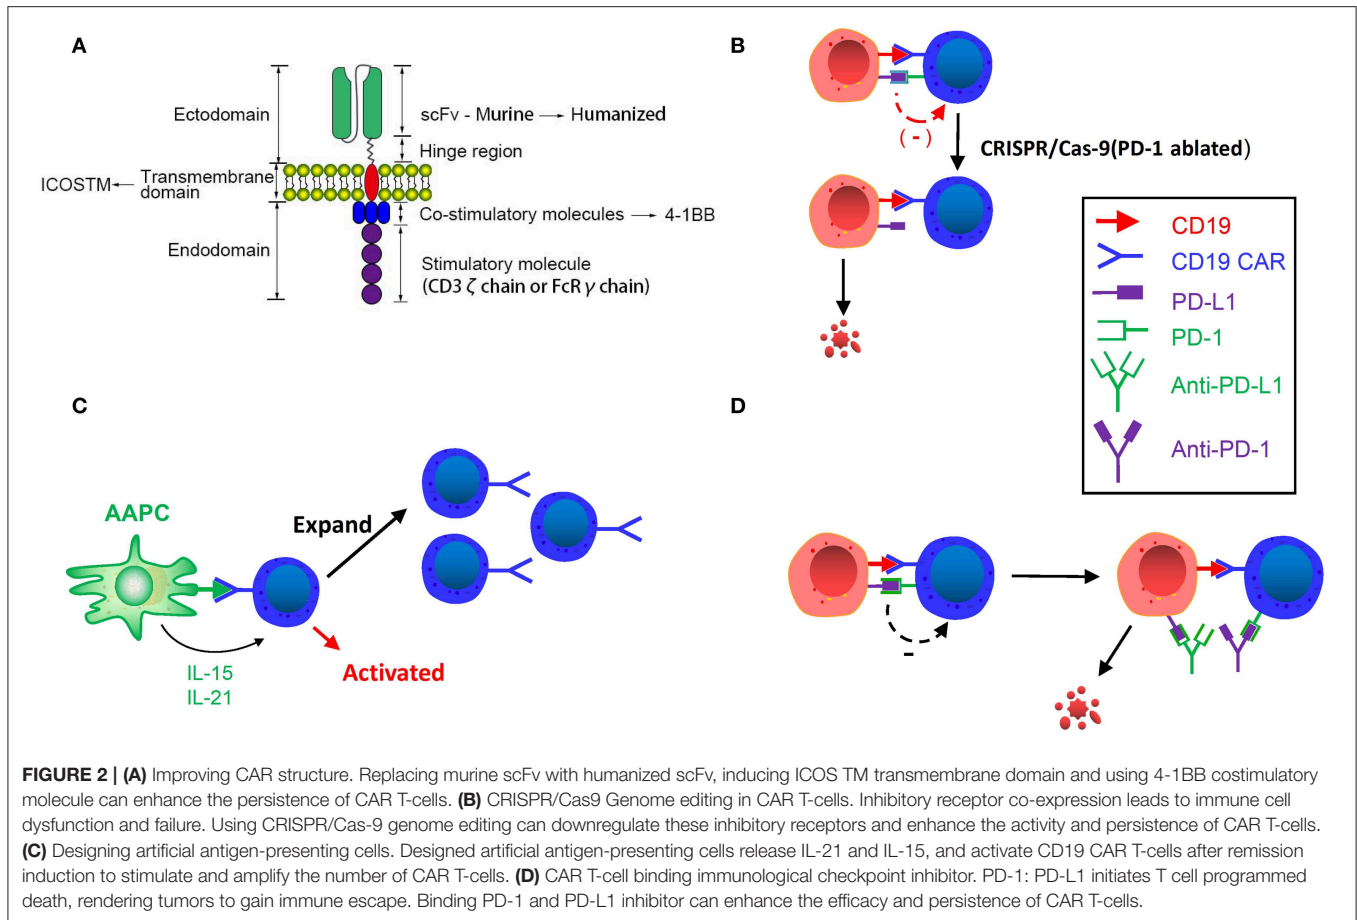 A
Ectodomain
scFv - Murine → Humanized
Hinge region
ICOSTM ← Transmembrane
domain
Co-stimulatory molecules → 4-1BB
Endodomain
Stimulatory molecule
(CD3 ζ chain or FcR γ chain)
B
(-)
CRISPR/Cas-9(PD-1 ablated)
CD19
CD19 CAR
PD-L1
PD-1
Anti-PD-L1
Anti-PD-1
C
AAPC
Expand
IL-15
IL-21
Activated
D
-
FIGURE 2 | (A) Improving CAR structure. Replacing murine scFv with humanized scFv, inducing ICOS TM transmembrane domain and using 4-1BB costimulatory
molecule can enhance the persistence of CAR T-cells. (B) CRISPR/Cas9 Genome editing in CAR T-cells. Inhibitory receptor co-expression leads to immune cell
dysfunction and failure. Using CRISPR/Cas-9 genome editing can downregulate these inhibitory receptors and enhance the activity and persistence of CAR T-cells.
(C) Designing artificial antigen-presenting cells. Designed artificial antigen-presenting cells release IL-21 and IL-15, and activate CD19 CAR T-cells after remission
induction to stimulate and amplify the number of CAR T-cells. (D) CAR T-cell binding immunological checkpoint inhibitor. PD-1: PD-L1 initiates T cell programmed
death, rendering tumors to gain immune escape. Binding PD-1 and PD-L1 inhibitor can enhance the efficacy and persistence of CAR T-cells.